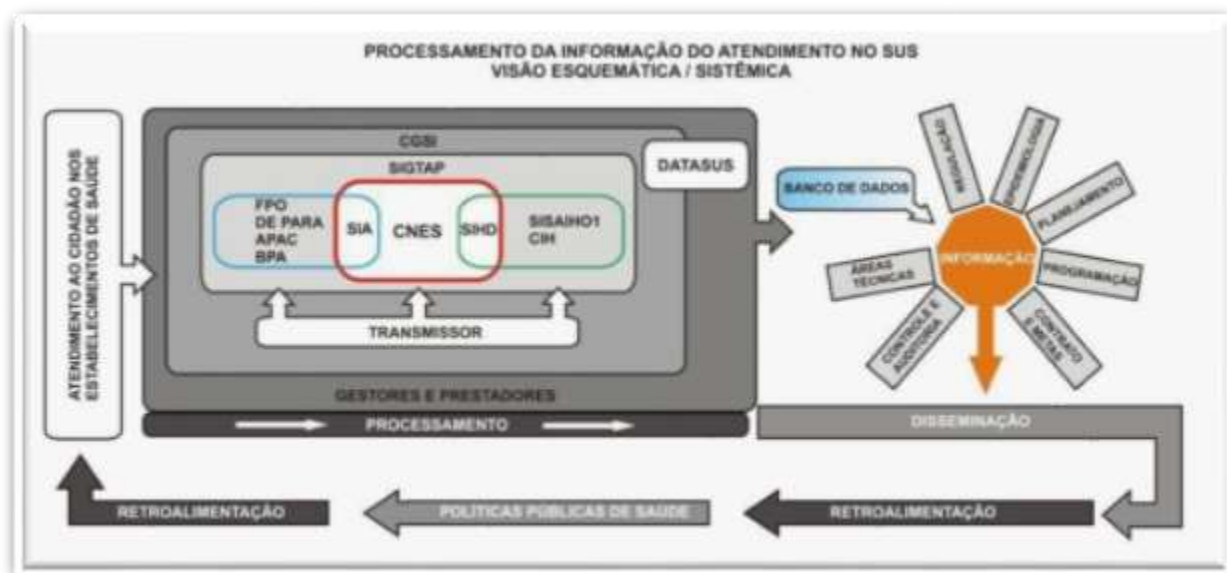 PROCESSAMENTO DA INFORMAÇÃO DO ATENDIMENTO NO SUS
VISÃO ESQUEMÁTICA / SISTÊMICA
ATENDIMENTO AO CIDADÃO NOS
ESTABELECIMENTOS DE SAÚDE
CGSI
SIGTAP
DATASUS
FPO
DE PARA
APAC
BPA
SIA
CNES
SIHD
SISAIHO1
CIH
TRANSMISSOR
GESTORES E PRESTADORES
PROCESSAMENTO
BANCO DE DADOS
REGULAÇÃO
EPIDEMIOLOGIA
PLANEJAMENTO
PROGRAMAÇÃO
CONTRATO
E METAS
CONTROLE E
AUDITORIA
ÁREAS
TÉCNICAS
INFORMAÇÃO
DISSEMINAÇÃO
RETROALIMENTAÇÃO
POLÍTICAS PÚBLICAS DE SAÚDE
RETROALIMENTAÇÃO